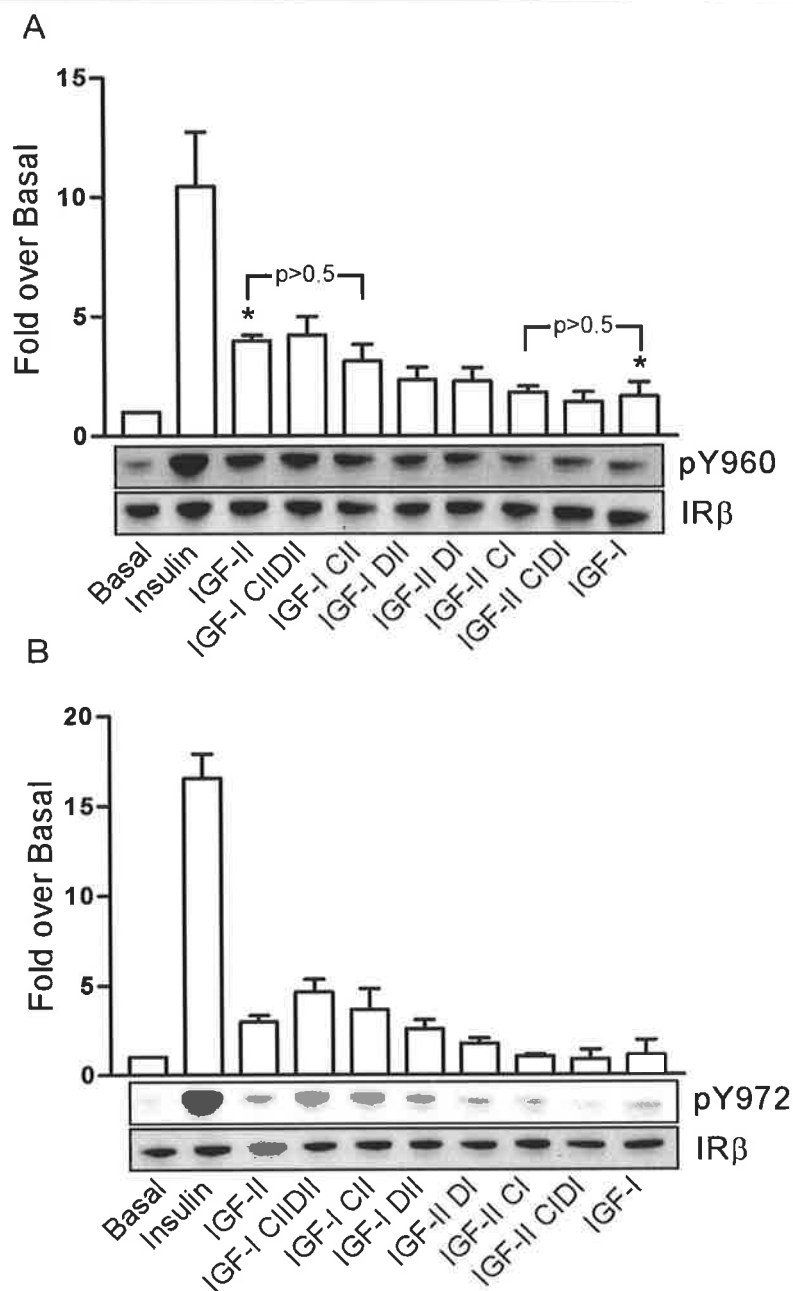 A
15
10
5
0
Fold over Basal
p>0.5
*
p>0.5
*
pY960
IRβ
Basal
Insulin
IGF-II
IGF-I CIIDII
IGF-I CII
IGF-I DII
IGF-II DI
IGF-II CI
IGF-II CIDI
IGF-I
B
20
15
10
5
0
Fold over Basal
pY972
IRβ
Basal
Insulin
IGF-II
IGF-I CIIDII
IGF-I CII
IGF-I DII
IGF-II DI
IGF-II CI
IGF-II CIDI
IGF-I